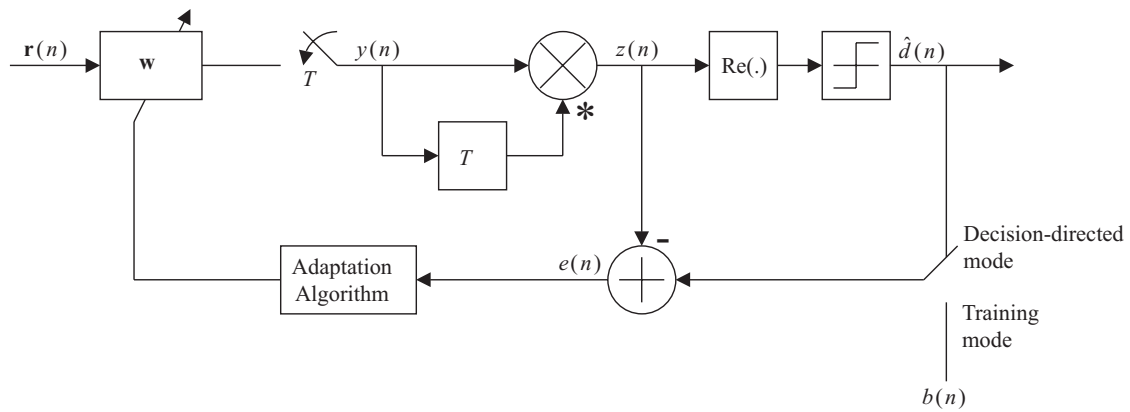 r(n)
w
T
y(n)
z(n)
Re(.)
d̂(n)
*
T
-
Decision-directed
mode
e(n)
Adaptation
Algorithm
Training
mode
b(n)